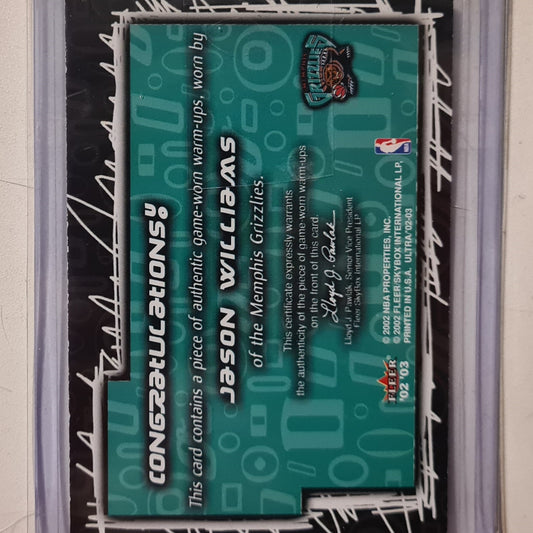 CONGRATULATIONS!
This card contains a piece of authentic game-worn warm-ups, worn by
JASON WILLIAMS
of the Memphis Grizzlies.
This certificate expressly warrants
the authenticity of the piece of game-worn warm-ups
on the front of this card.
Lloyd J. Pawlak
Lloyd J. Pawlak, Senior Vice President
Fleer SkyBox International LP
MEMPHIS
GRIZZLIES
FLEER
'02 '03
© 2002 NBA PROPERTIES, INC.
© 2002 FLEER/SKYBOX INTERNATIONAL LP.
PRINTED IN U.S.A. ULTRA '02-03